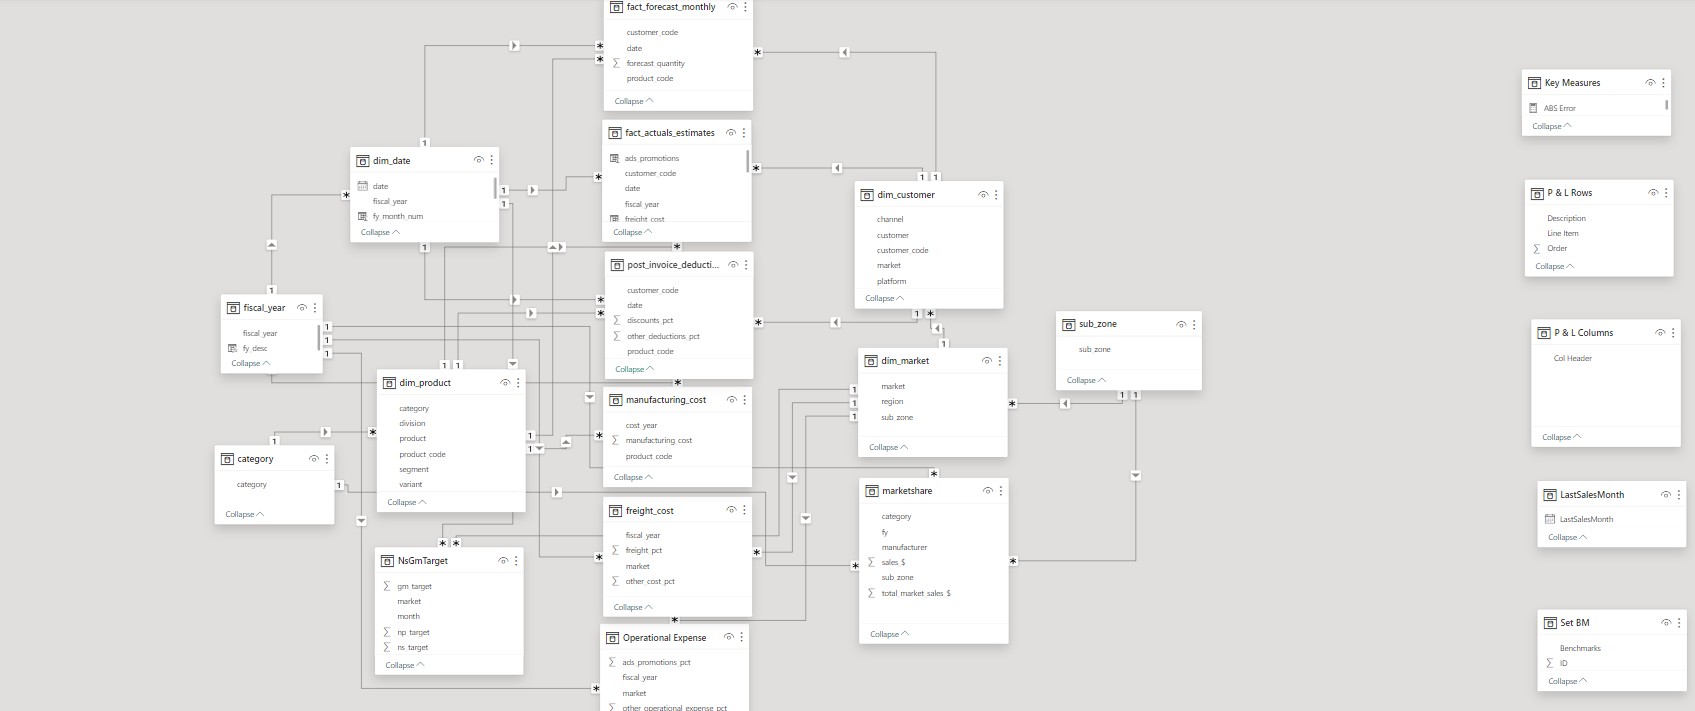 fact_forecast_monthly
customer_code
date
forecast_quantity
product_code
Collapse
fact_actuals_estimates
ads_promotions
customer_code
date
fiscal_year
freight_cost
Collapse
post_invoice_deducti...
customer_code
date
discounts_pct
other_deductions_pct
product_code
Collapse
manufacturing_cost
cost_year
manufacturing_cost
product_code
Collapse
freight_cost
fiscal_year
freight_pct
market
other_cost_pct
Collapse
Operational Expense
ads_promotions_pct
fiscal_year
market
other_operational_expense_pct
dim_date
date
fiscal_year
fy_month_num
Collapse
fiscal_year
fiscal_year
fy_desc
Collapse
dim_product
category
division
product
product_code
segment
variant
Collapse
category
category
Collapse
NsGmTarget
gm_target
market
month
np_target
ns_target
Collapse
dim_customer
channel
customer
customer_code
market
platform
Collapse
dim_market
market
region
sub_zone
Collapse
sub_zone
sub_zone
Collapse
marketshare
category
fy
manufacturer
sales_$
sub_zone
total_market_sales_$
Collapse
Key Measures
ABS Error
Collapse
P & L Rows
Description
Line Item
Order
Collapse
P & L Columns
Col Header
Collapse
LastSalesMonth
LastSalesMonth
Collapse
Set BM
Benchmarks
ID
Collapse